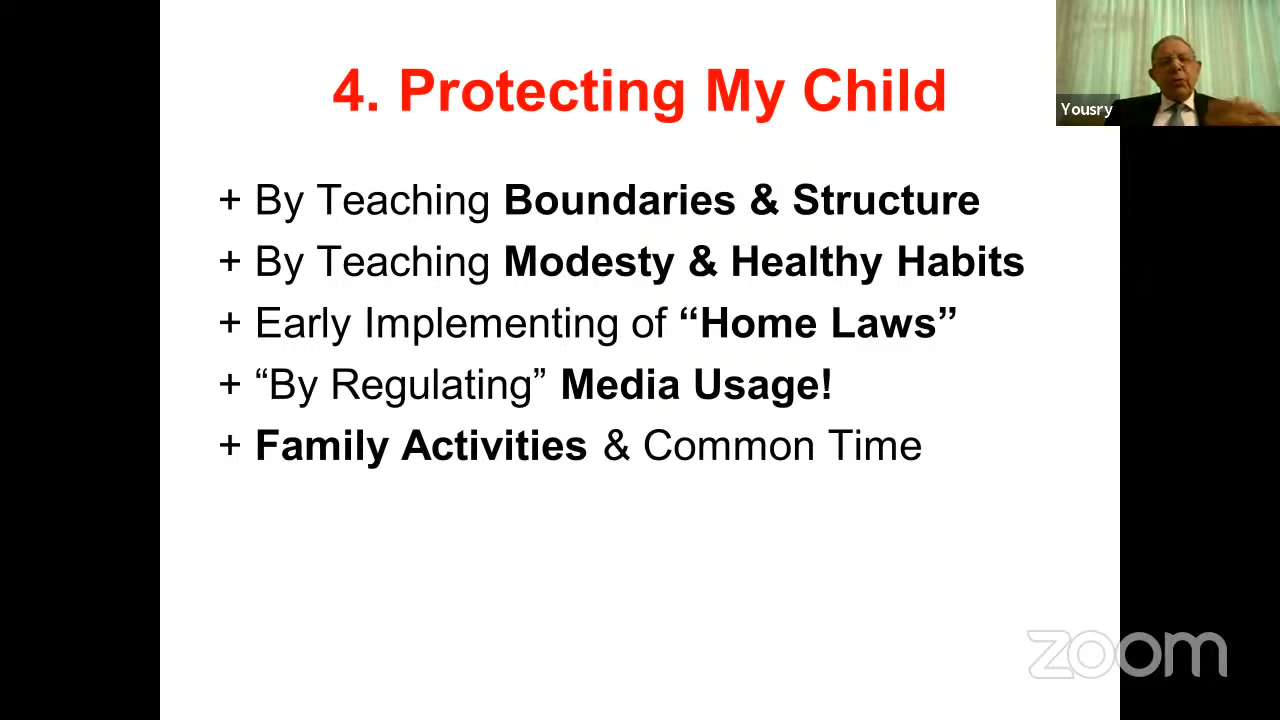 4. Protecting My Child
Yousry
+ By Teaching Boundaries & Structure
+ By Teaching Modesty & Healthy Habits
+ Early Implementing of “Home Laws”
+ “By Regulating” Media Usage!
+ Family Activities & Common Time
zoom